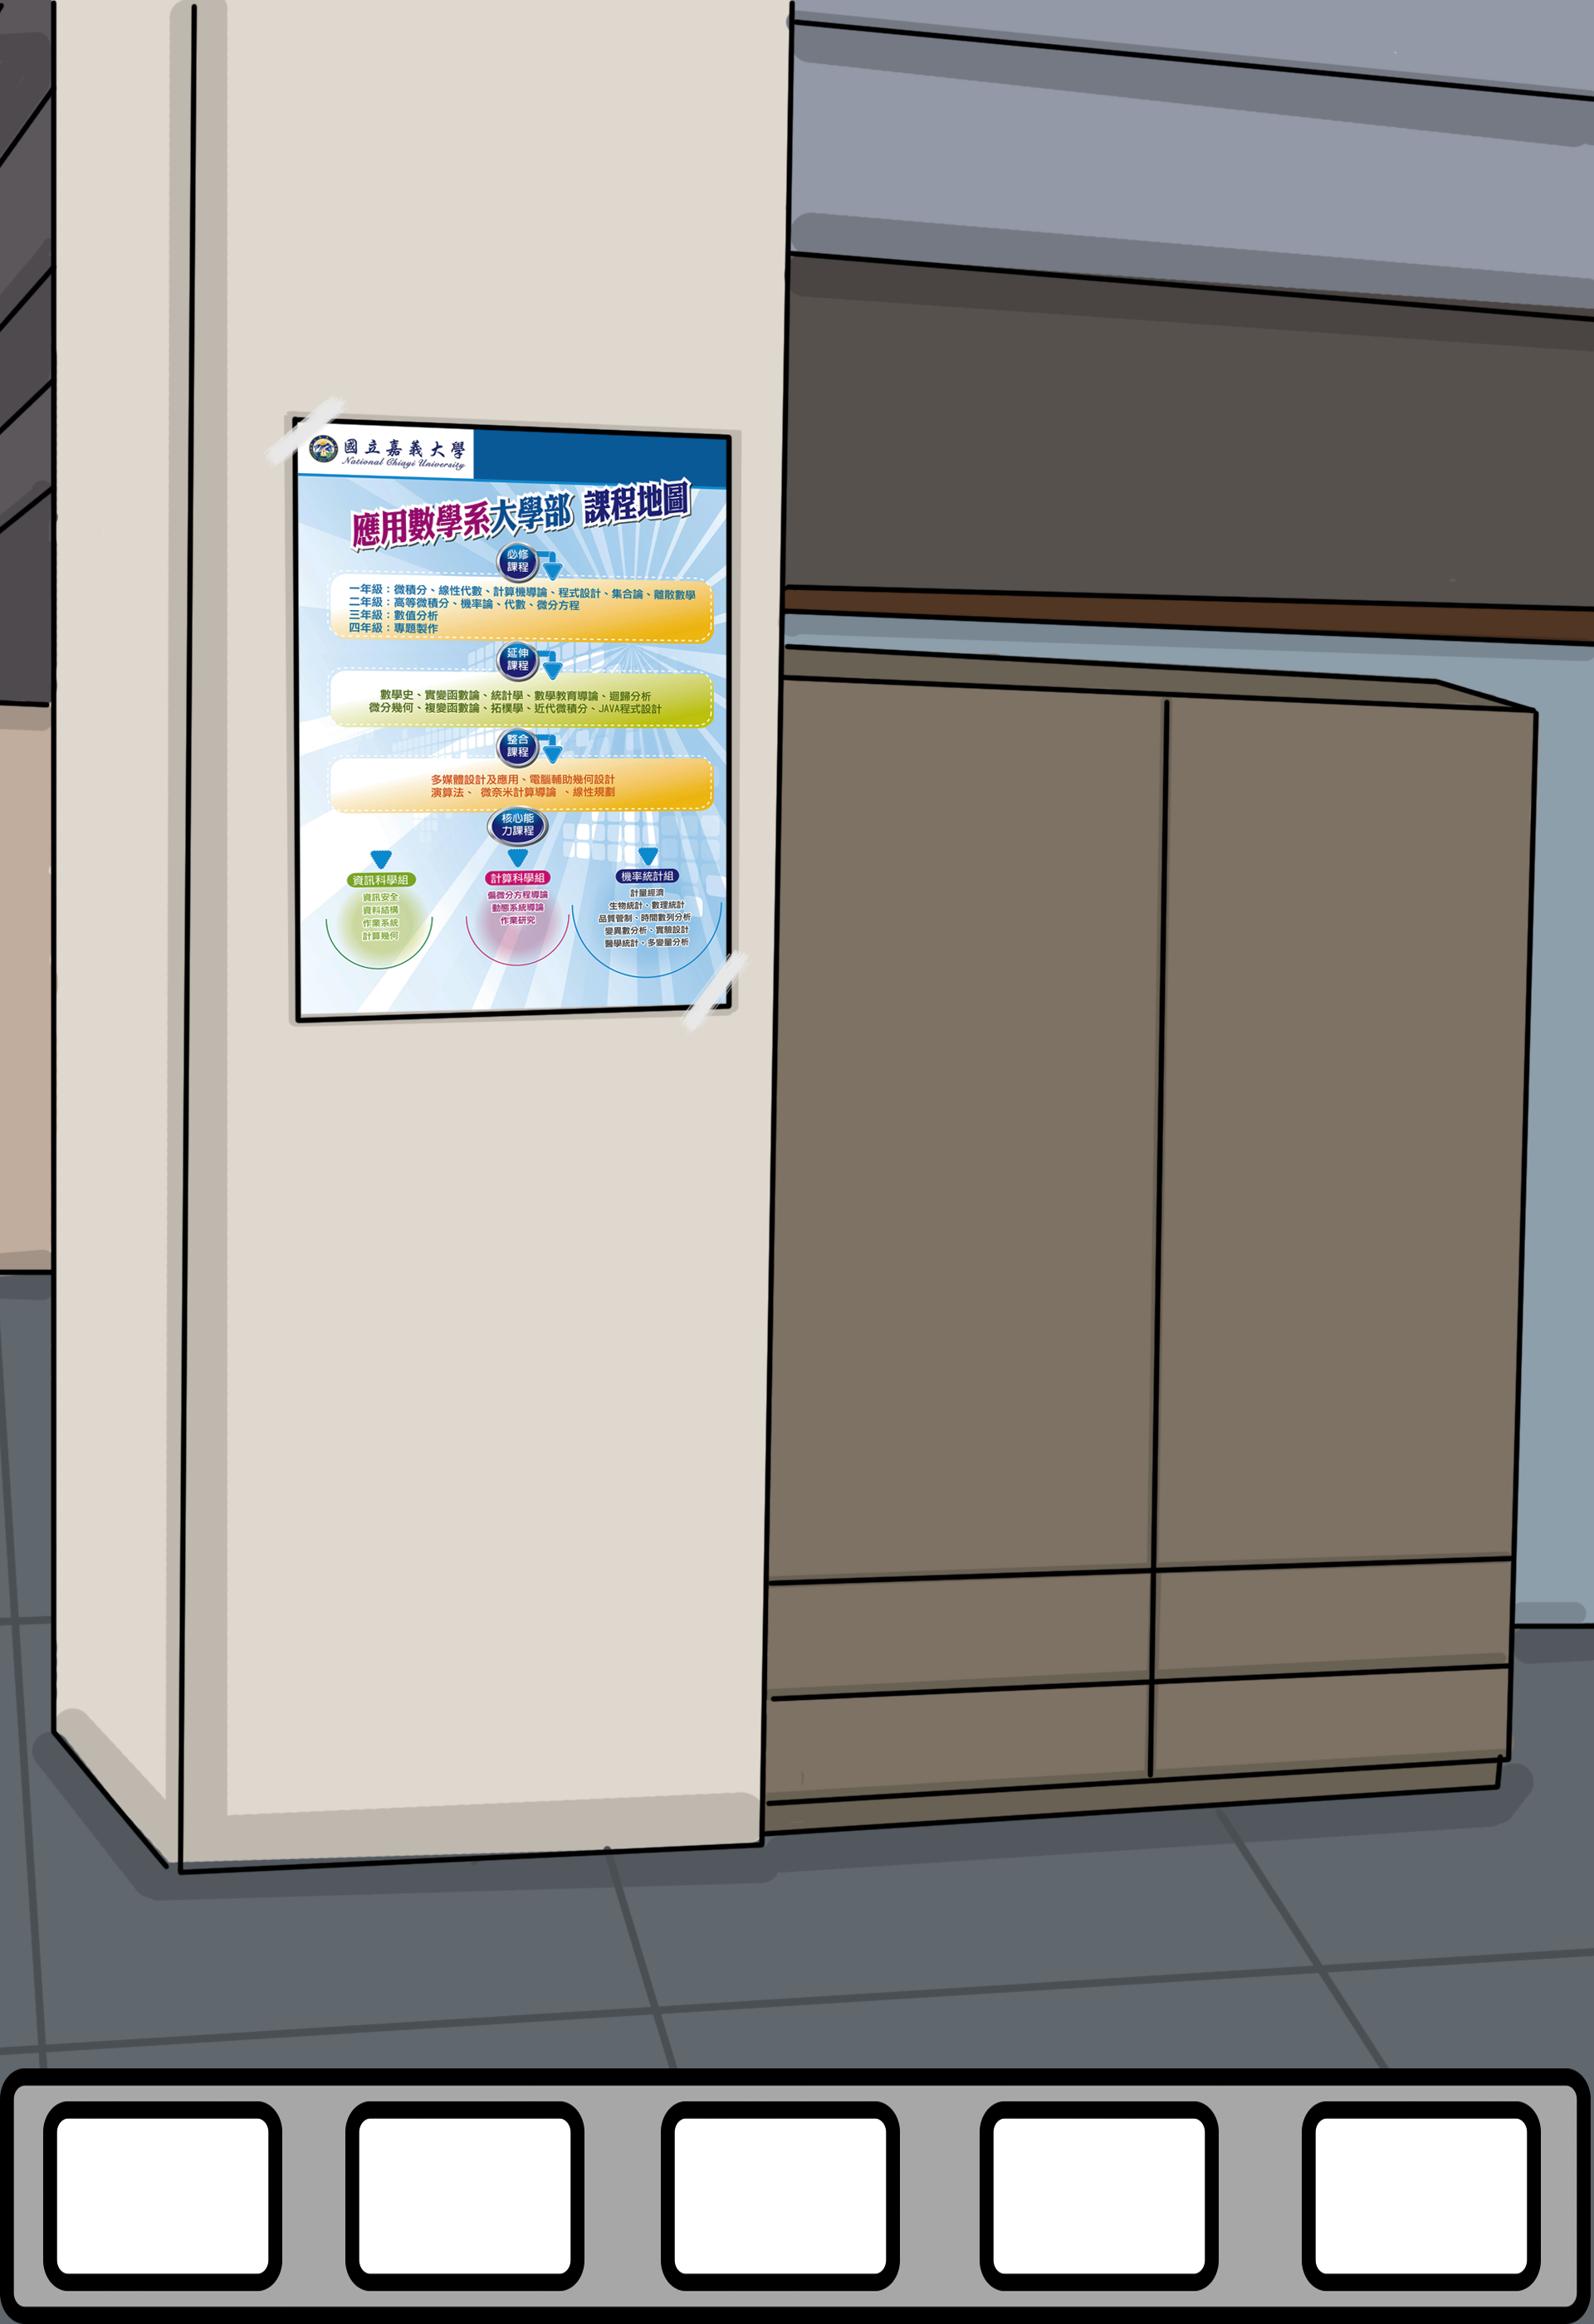 國立嘉義大學
National Chiayi University
應用數學系大學部 課程地圖
必修
課程
一年級：微積分、線性代數、計算機導論、程式設計、集合論、離散數學
二年級：高等微積分、機率論、代數、微分方程
三年級：數值分析
四年級：專題製作
延伸
課程
數學史、實變函數論、統計學、數學教育導論、迴歸分析
微分幾何、複變函數論、拓樸學、近代微積分、JAVA程式設計
整合
課程
多媒體設計及應用、電腦輔助幾何設計
演算法、 微奈米計算導論 、線性規劃
核心能
力課程
資訊科學組
資訊安全
資料結構
作業系統
計算幾何
計算科學組
偏微分方程導論
動態系統導論
作業研究
機率統計組
計量經濟
生物統計、數理統計
品質管制、時間數列分析
變異數分析、實驗設計
醫學統計、多變量分析